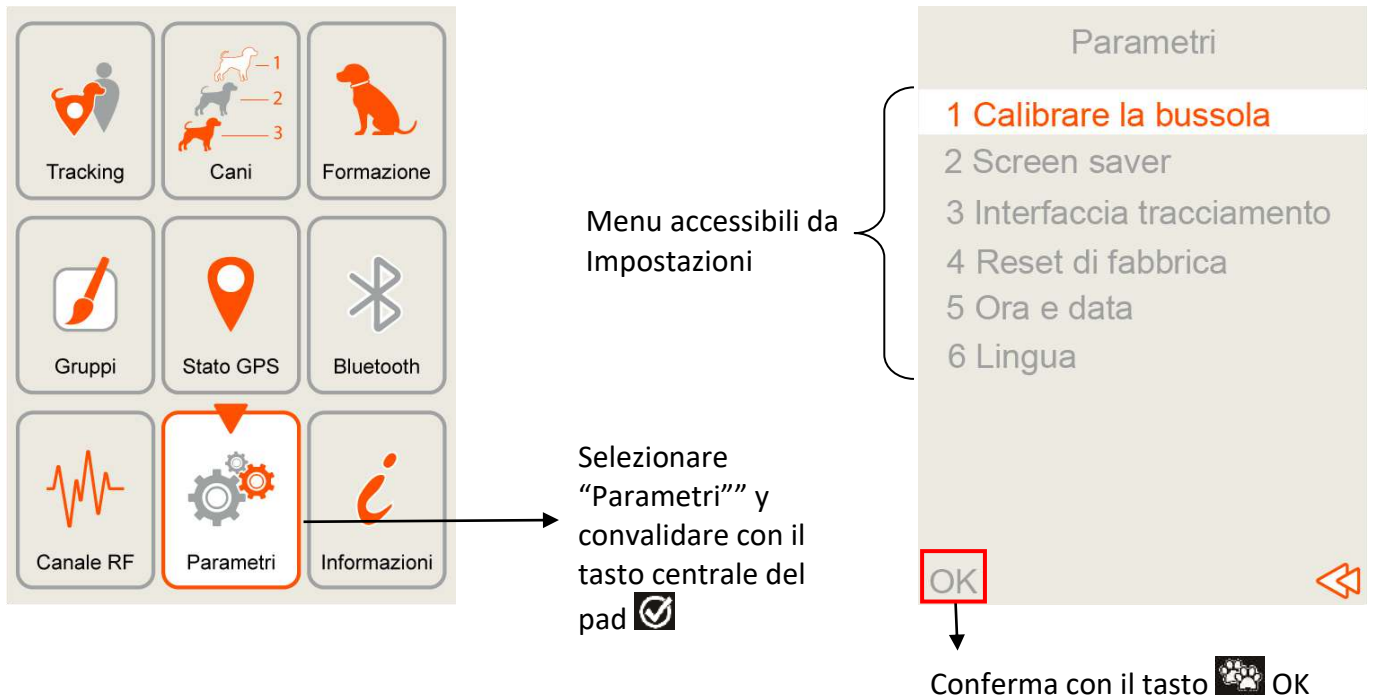 1
2
3
Tracking
Cani
Formazione
Gruppi
Stato GPS
Bluetooth
Canale RF
Parametri
Informazioni
Menu accessibili da
Impostazioni
Selezionare
“Parametri”” y
convalidare con il
tasto centrale del
pad
Parametri
1 Calibrare la bussola
2 Screen saver
3 Interfaccia tracciamento
4 Reset di fabbrica
5 Ora e data
6 Lingua
OK
Conferma con il tasto OK